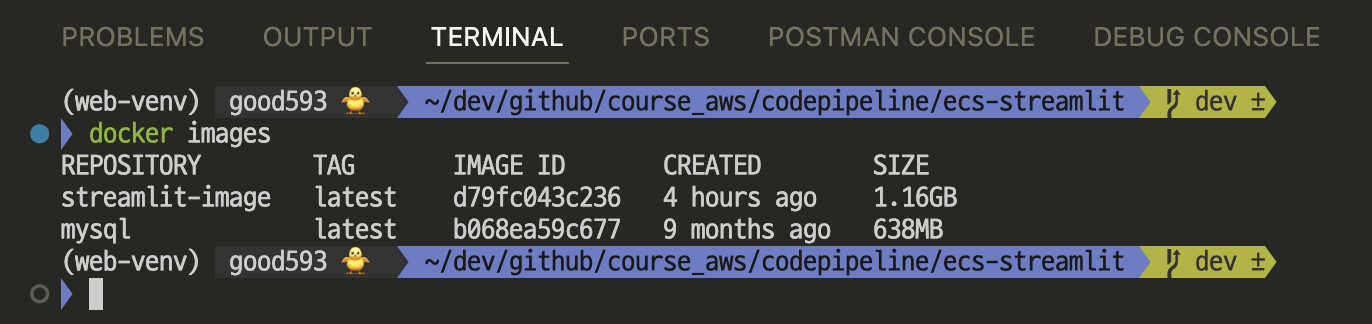 PROBLEMS OUTPUT TERMINAL PORTS POSTMAN CONSOLE DEBUG CONSOLE
(web-venv) good593 🐥 ~/dev/github/course_aws/codepipeline/ecs-streamlit dev ±
docker images
REPOSITORY TAG IMAGE ID CREATED SIZE
streamlit-image latest d79fc043c236 4 hours ago 1.16GB
mysql latest b068ea59c677 9 months ago 638MB
(web-venv) good593 🐥 ~/dev/github/course_aws/codepipeline/ecs-streamlit dev ±